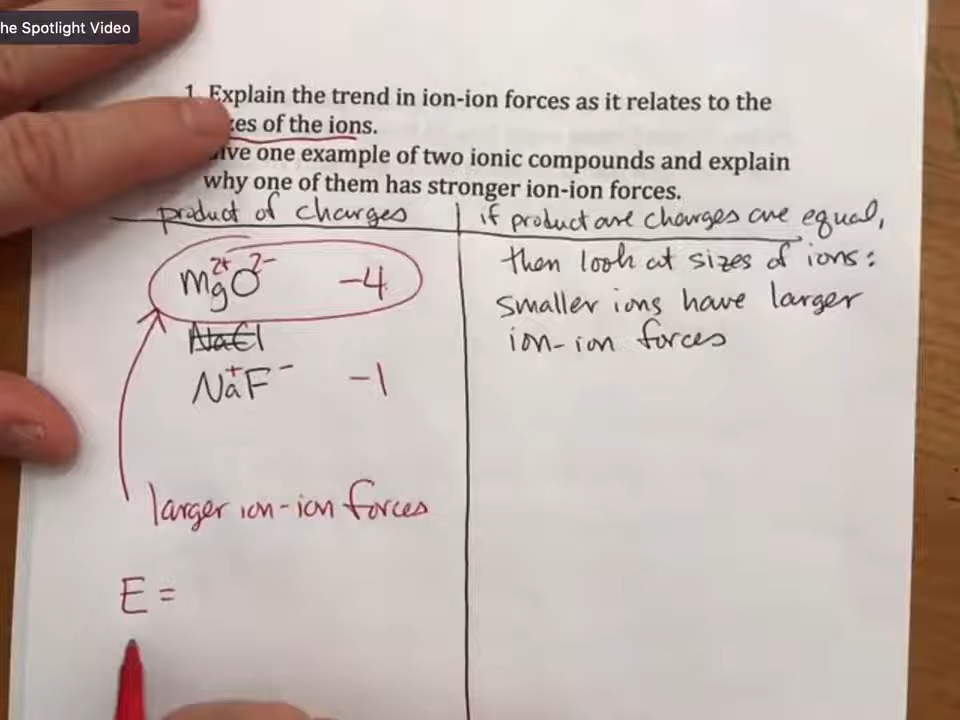 he Spotlight Video
1. Explain the trend in ion-ion forces as it relates to the
of the ions.
one example of two ionic compounds and explain
why one of them has stronger ion-ion forces.
product of charges
if product are charges are equal,
then look at sizes of ions:
smaller ions have larger
ion-ion forces
Mg2+O2- -4
NaCl
Na+F- -1
larger ion-ion forces
E =